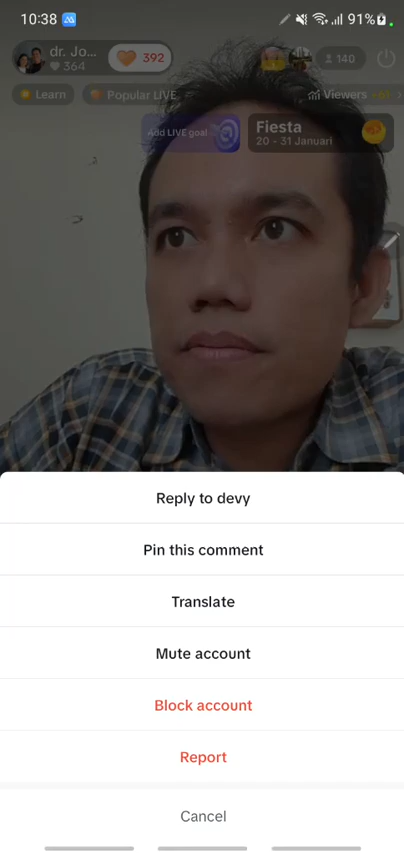 10:38
91%
dr. Jo...
364
392
140
Learn
Popular LIVE
Viewers
Add LIVE goal
Fiesta
20 - 31 Januari
Reply to devy
Pin this comment
Translate
Mute account
Block account
Report
Cancel